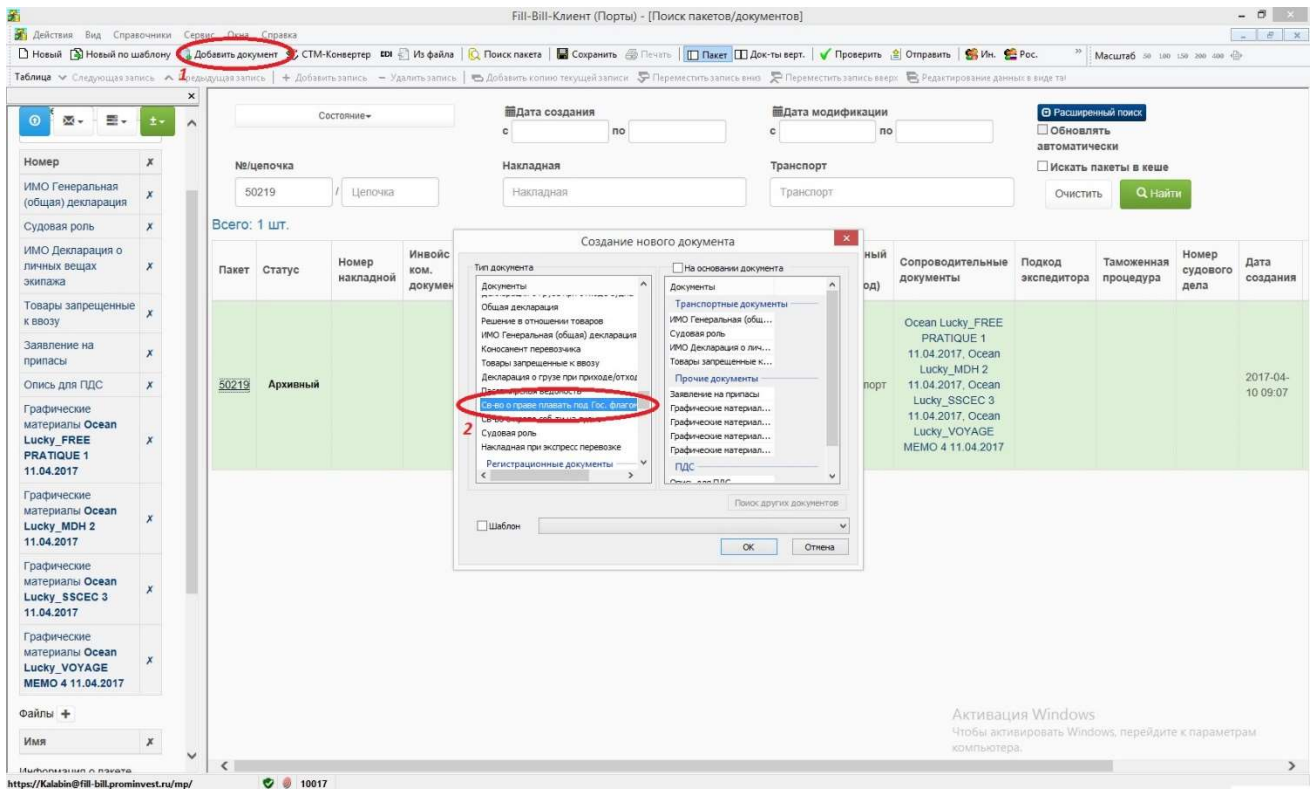 Fill-Bill-Клиент (Порты) - [Поиск пакетов/документов]
Действия Вид Справочники Сервис Окна Справка
Новый Новый по шаблону Добавить документ СТМ-Конвертер EDI Из файла Поиск пакета Сохранить Печать Пакет Док-ты верт. Проверить Отправить Ин. Рос. » Масштаб 50 100 150 200 400
Таблица Следующая запись Предыдущая запись + Добавить запись − Удалить запись Добавить копию текущей записи Переместить запись вниз Переместить запись вверх Редактирование данных в виде та
1
Состояние
Дата создания
с по
Дата модификации
с по
Расширенный поиск
Обновлять
автоматически
Искать пакеты в кеше
№/цепочка
50219 / Цепочка
Накладная
Накладная
Транспорт
Транспорт
Очистить Найти
Всего: 1 шт.
Пакет Статус
Номер
накладной
Инвойс
ком.
докумен
ный
од)
Сопроводительные
документы
Подкод
экспедитора
Таможенная
процедура
Номер
судового
дела
Дата
создания
50219 Архивный
порт
Ocean Lucky_FREE
PRATIQUE 1
11.04.2017, Ocean
Lucky_MDH 2
11.04.2017, Ocean
Lucky_SSCEC 3
11.04.2017, Ocean
Lucky_VOYAGE
MEMO 4 11.04.2017
2017-04-
10 09:07
Номер х
ИМО Генеральная
(общая) декларация х
Судовая роль х
ИМО Декларация о
личных вещах х
экипажа
Товары запрещенные
к ввозу х
Заявление на
припасы х
Опись для ПДС х
Графические
материалы Ocean
Lucky_FREE х
PRATIQUE 1
11.04.2017
Графические
материалы Ocean
Lucky_MDH 2 х
11.04.2017
Графические
материалы Ocean
Lucky_SSCEC 3 х
11.04.2017
Графические
материалы Ocean
Lucky_VOYAGE х
MEMO 4 11.04.2017
Файлы +
Имя х
Информация о пакете
Создание нового документа
Тип документа
Документы
Общая декларация
Решение в отношении товаров
ИМО Генеральная (общая) декларация
Коносамент перевозчика
Товары запрещенные к ввозу
Декларация о грузе при приходе/отход
Св-во о праве плавать под Гос. флагом
2
Судовая роль
Накладная при экспресс перевозке
Регистрационные документы
На основании документа
Документы
Транспортные документы
ИМО Генеральная (общ...
Судовая роль
ИМО Декларация о лич...
Товары запрещенные к...
Прочие документы
Заявление на припасы
Графические материал...
Графические материал...
Графические материал...
Графические материал...
ПДС
Опись для ПДС
Поиск других документов
Шаблон
ОК Отмена
Активация Windows
Чтобы активировать Windows, перейдите к параметрам
компьютера.
https://Kalabin@fill-bill.prominvest.ru/mp/ 10017